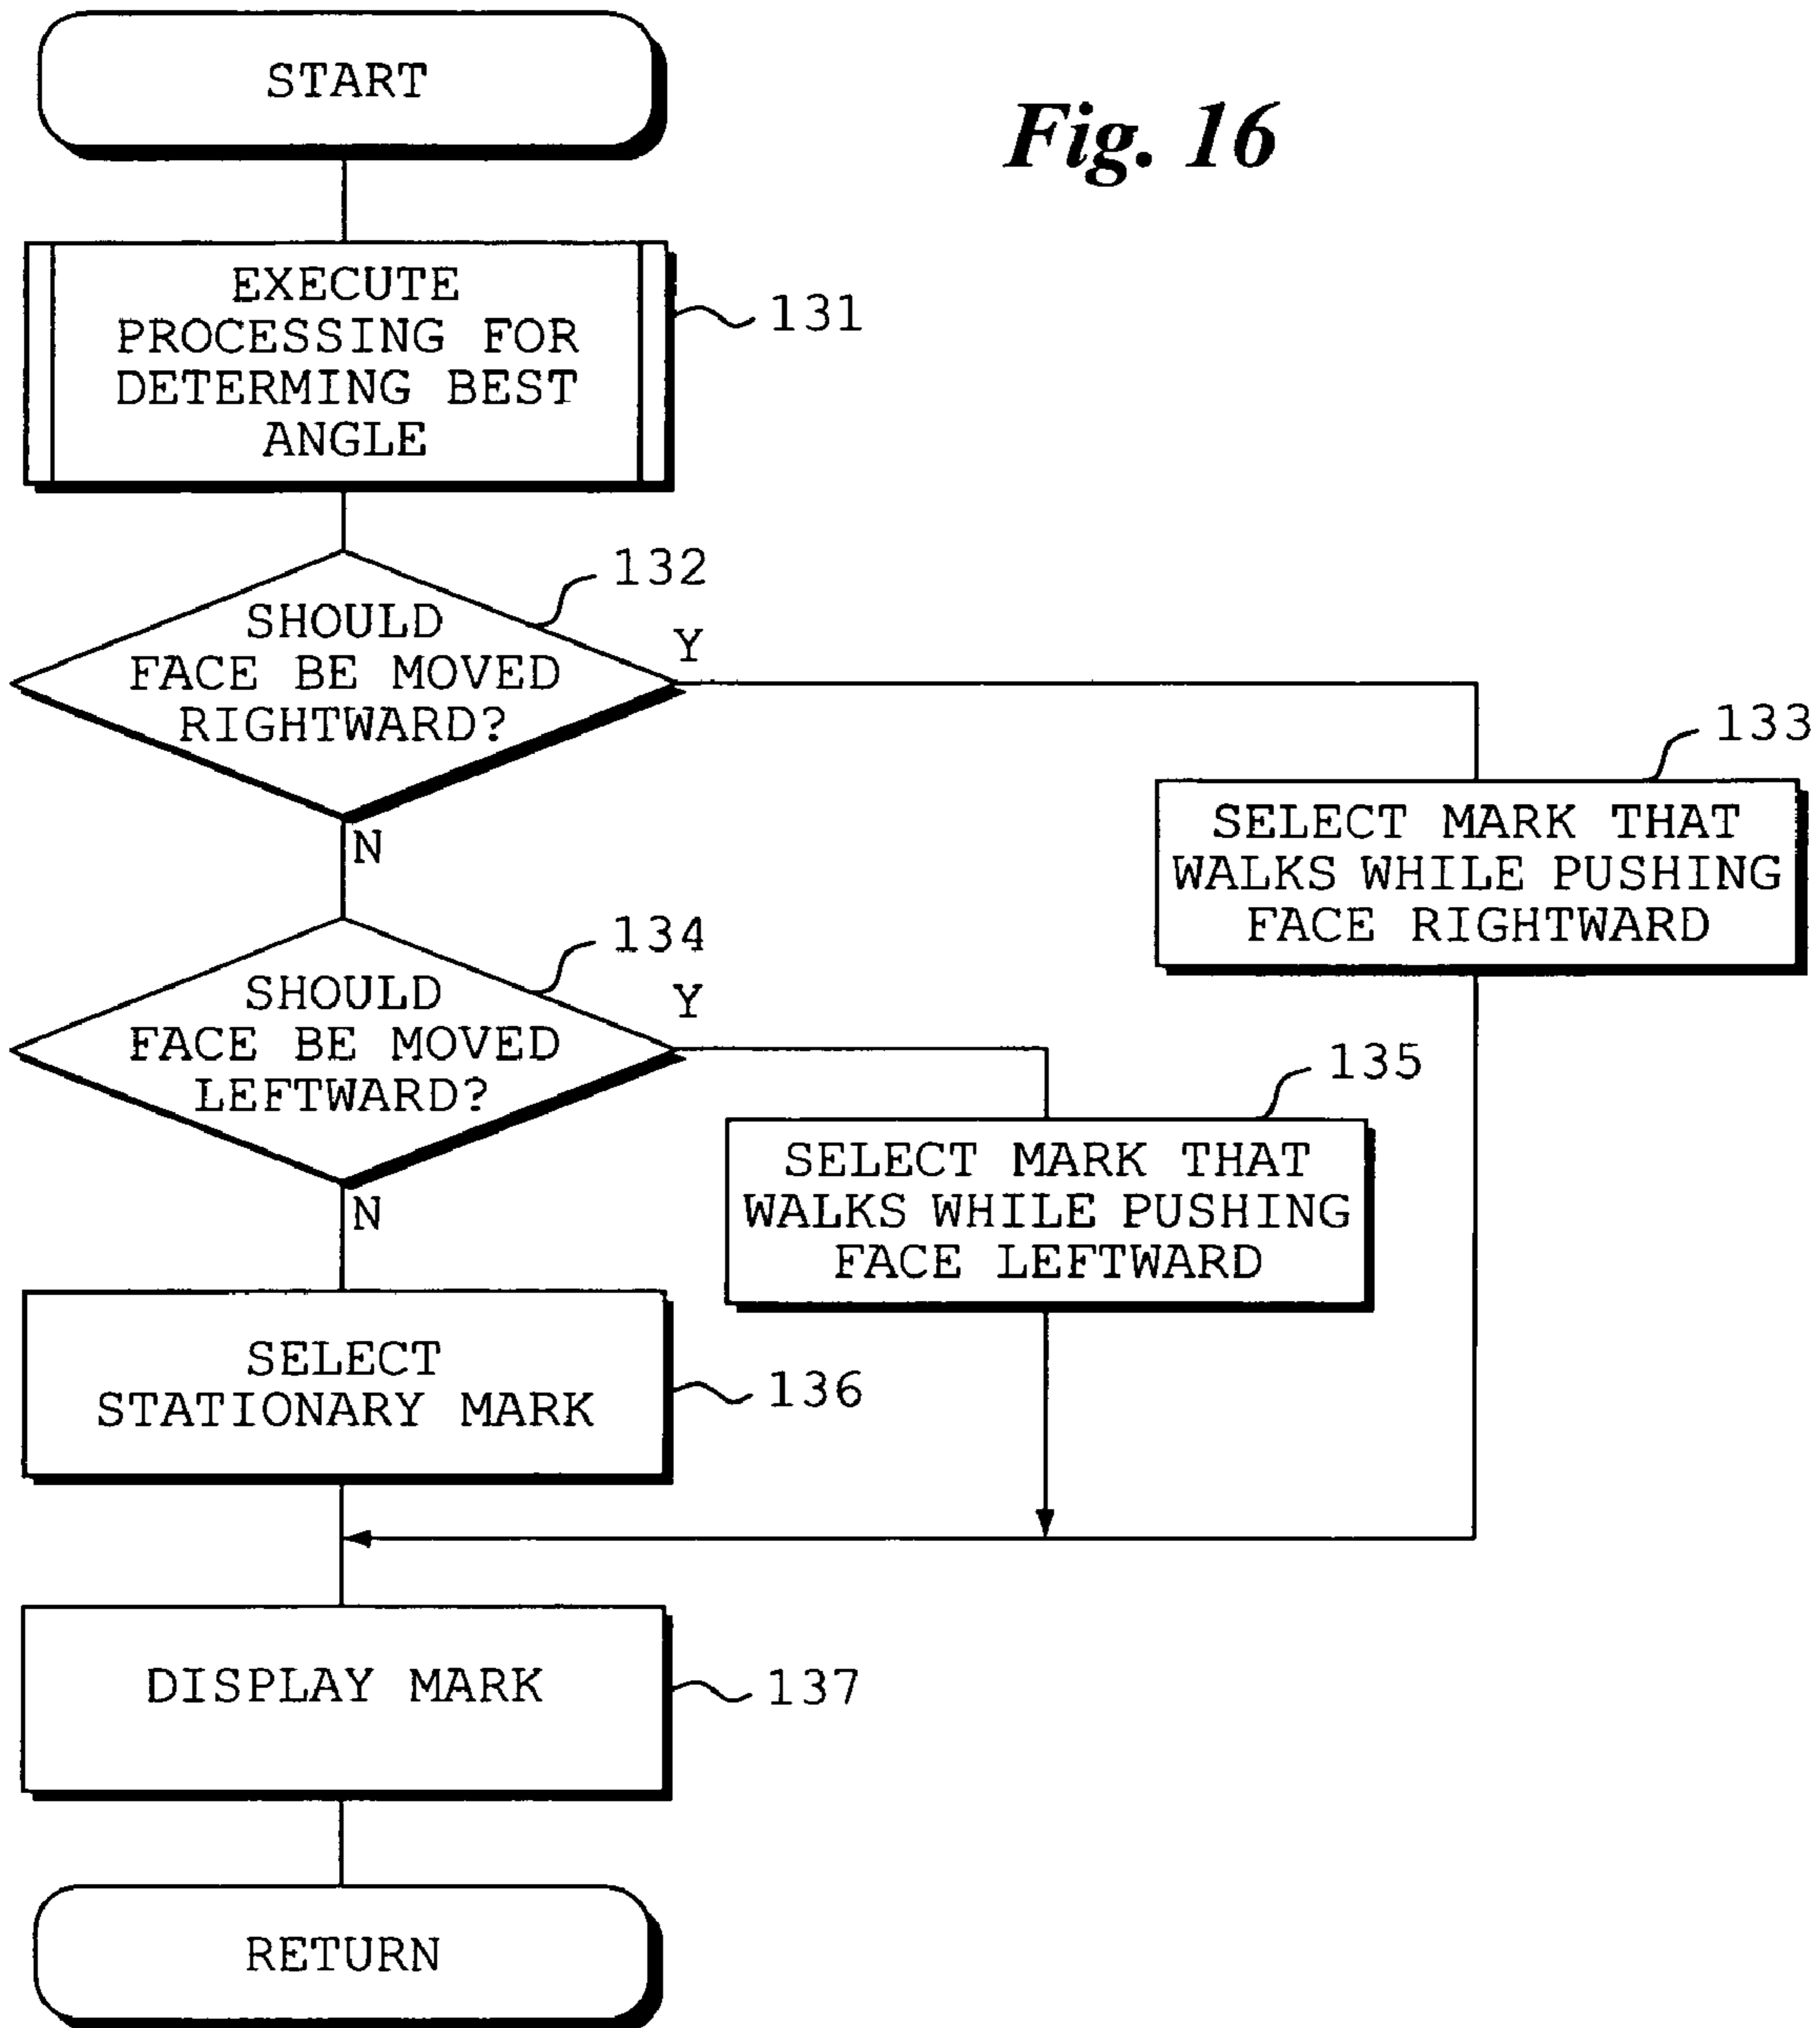 START
Fig. 16
EXECUTE
PROCESSING FOR
DETERMING BEST
ANGLE
131
132
SHOULD
FACE BE MOVED
RIGHTWARD?
Y
N
133
SELECT MARK THAT
WALKS WHILE PUSHING
FACE RIGHTWARD
134
SHOULD
FACE BE MOVED
LEFTWARD?
Y
N
135
SELECT MARK THAT
WALKS WHILE PUSHING
FACE LEFTWARD
SELECT
STATIONARY MARK
136
DISPLAY MARK
137
RETURN